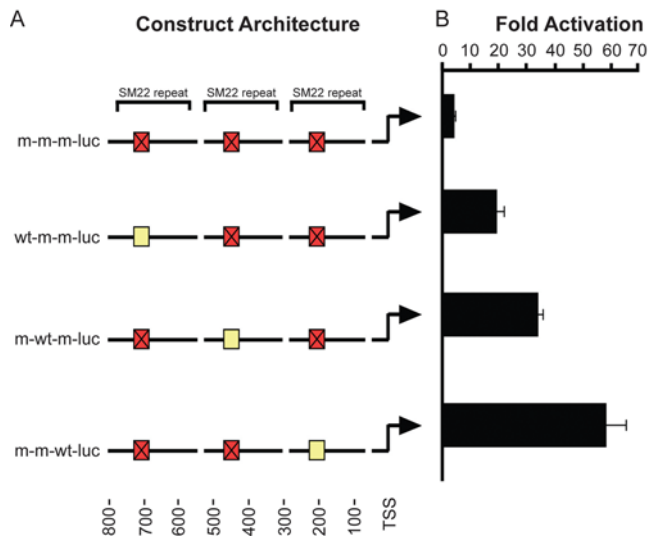 A
Construct Architecture
B
Fold Activation
0 10 20 30 40 50 60 70
SM22 repeat SM22 repeat SM22 repeat
m-m-m-luc
wt-m-m-luc
m-wt-m-luc
m-m-wt-luc
800- 700- 600- 500- 400- 300- 200- 100- TSS